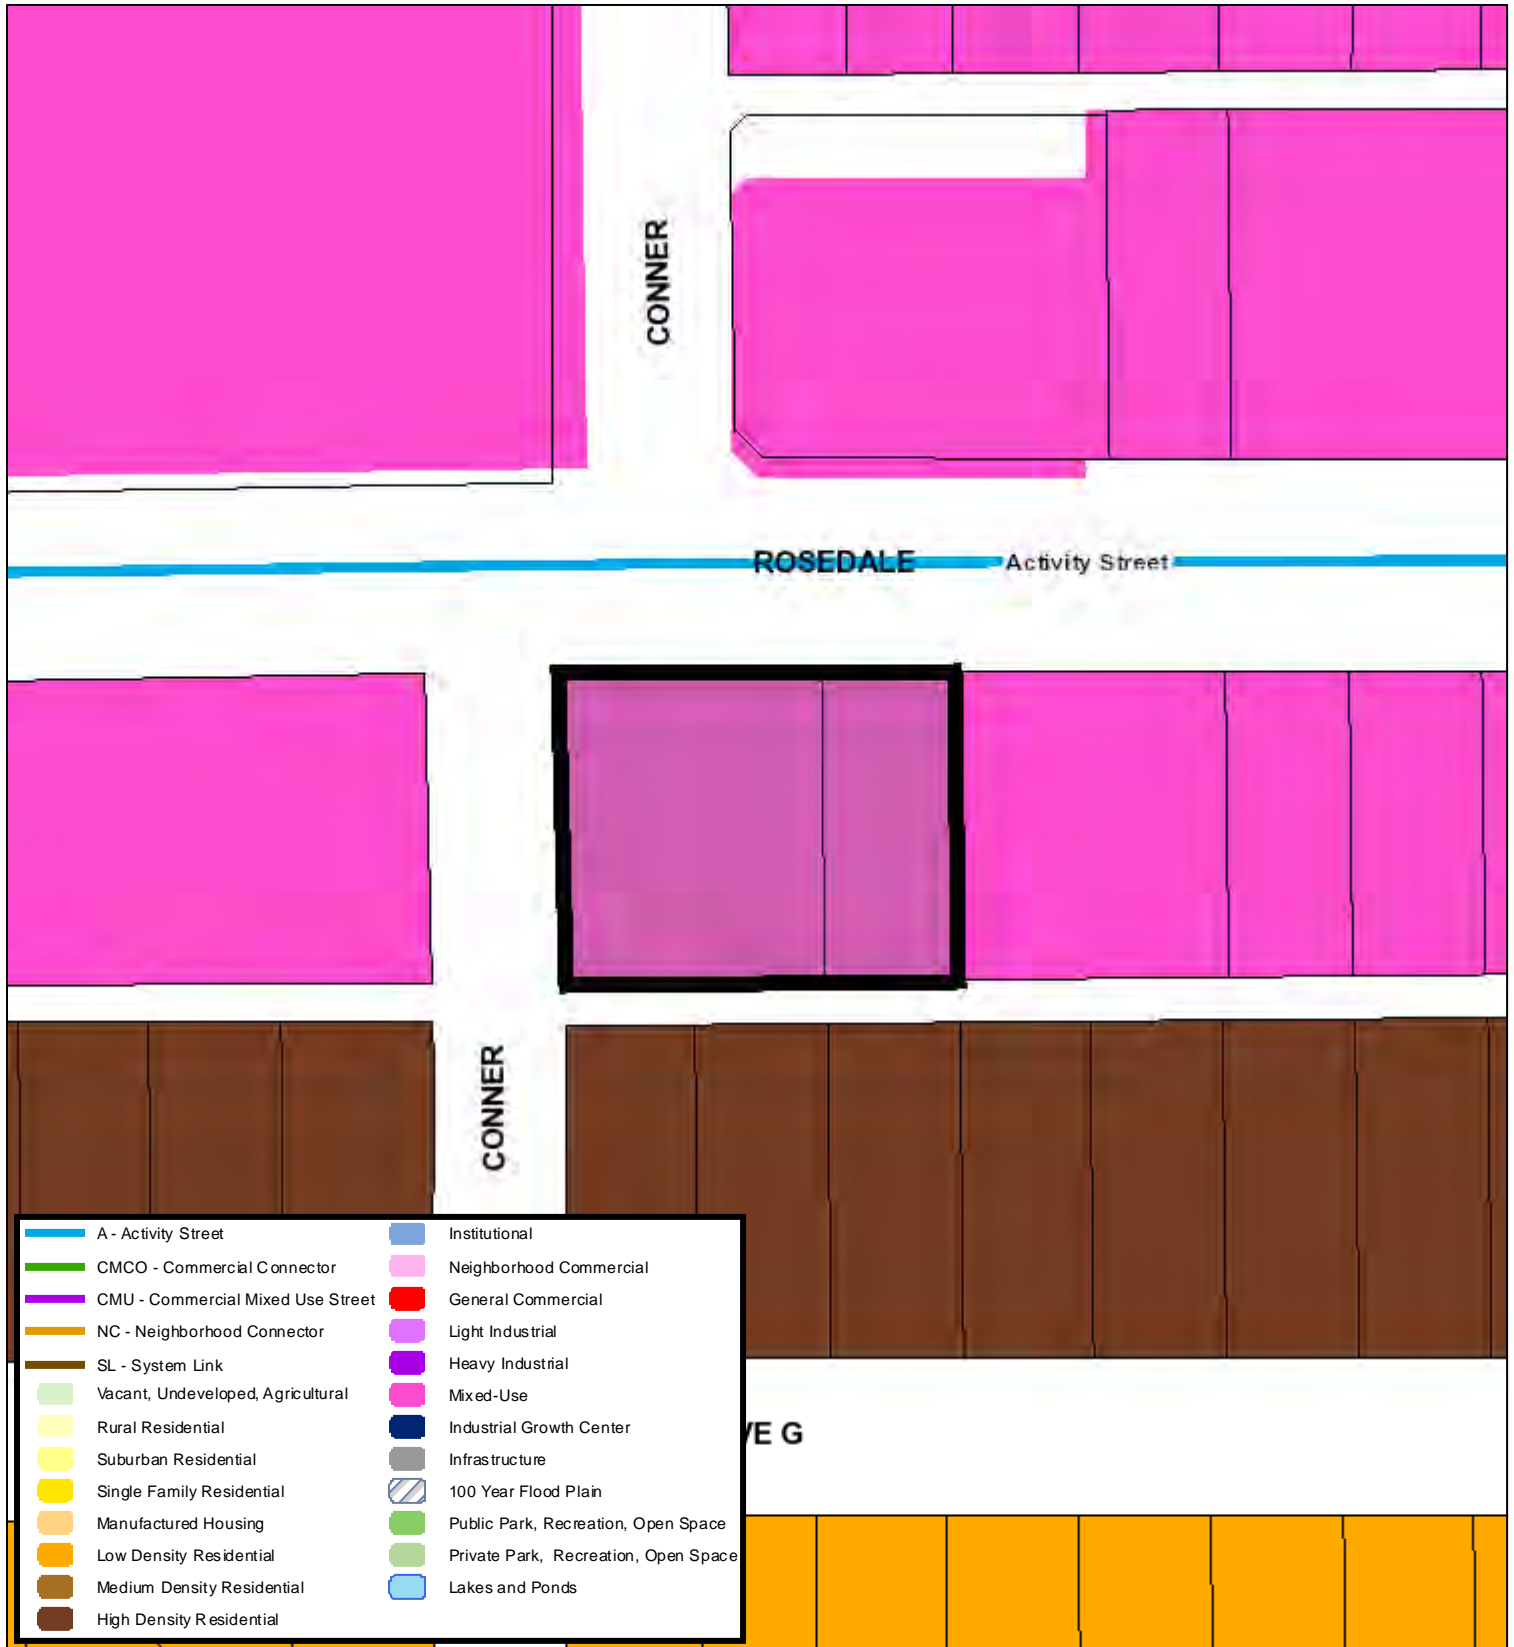 CONNER
ROSEDALE
Activity Street
CONNER
VE G
A - Activity Street
CMCO - Commercial Connector
CMU - Commercial Mixed Use Street
NC - Neighborhood Connector
SL - System Link
Vacant, Undeveloped, Agricultural
Rural Residential
Suburban Residential
Single Family Residential
Manufactured Housing
Low Density Residential
Medium Density Residential
High Density Residential
Institutional
Neighborhood Commercial
General Commercial
Light Industrial
Heavy Industrial
Mixed-Use
Industrial Growth Center
Infrastructure
100 Year Flood Plain
Public Park, Recreation, Open Space
Private Park, Recreation, Open Space
Lakes and Ponds